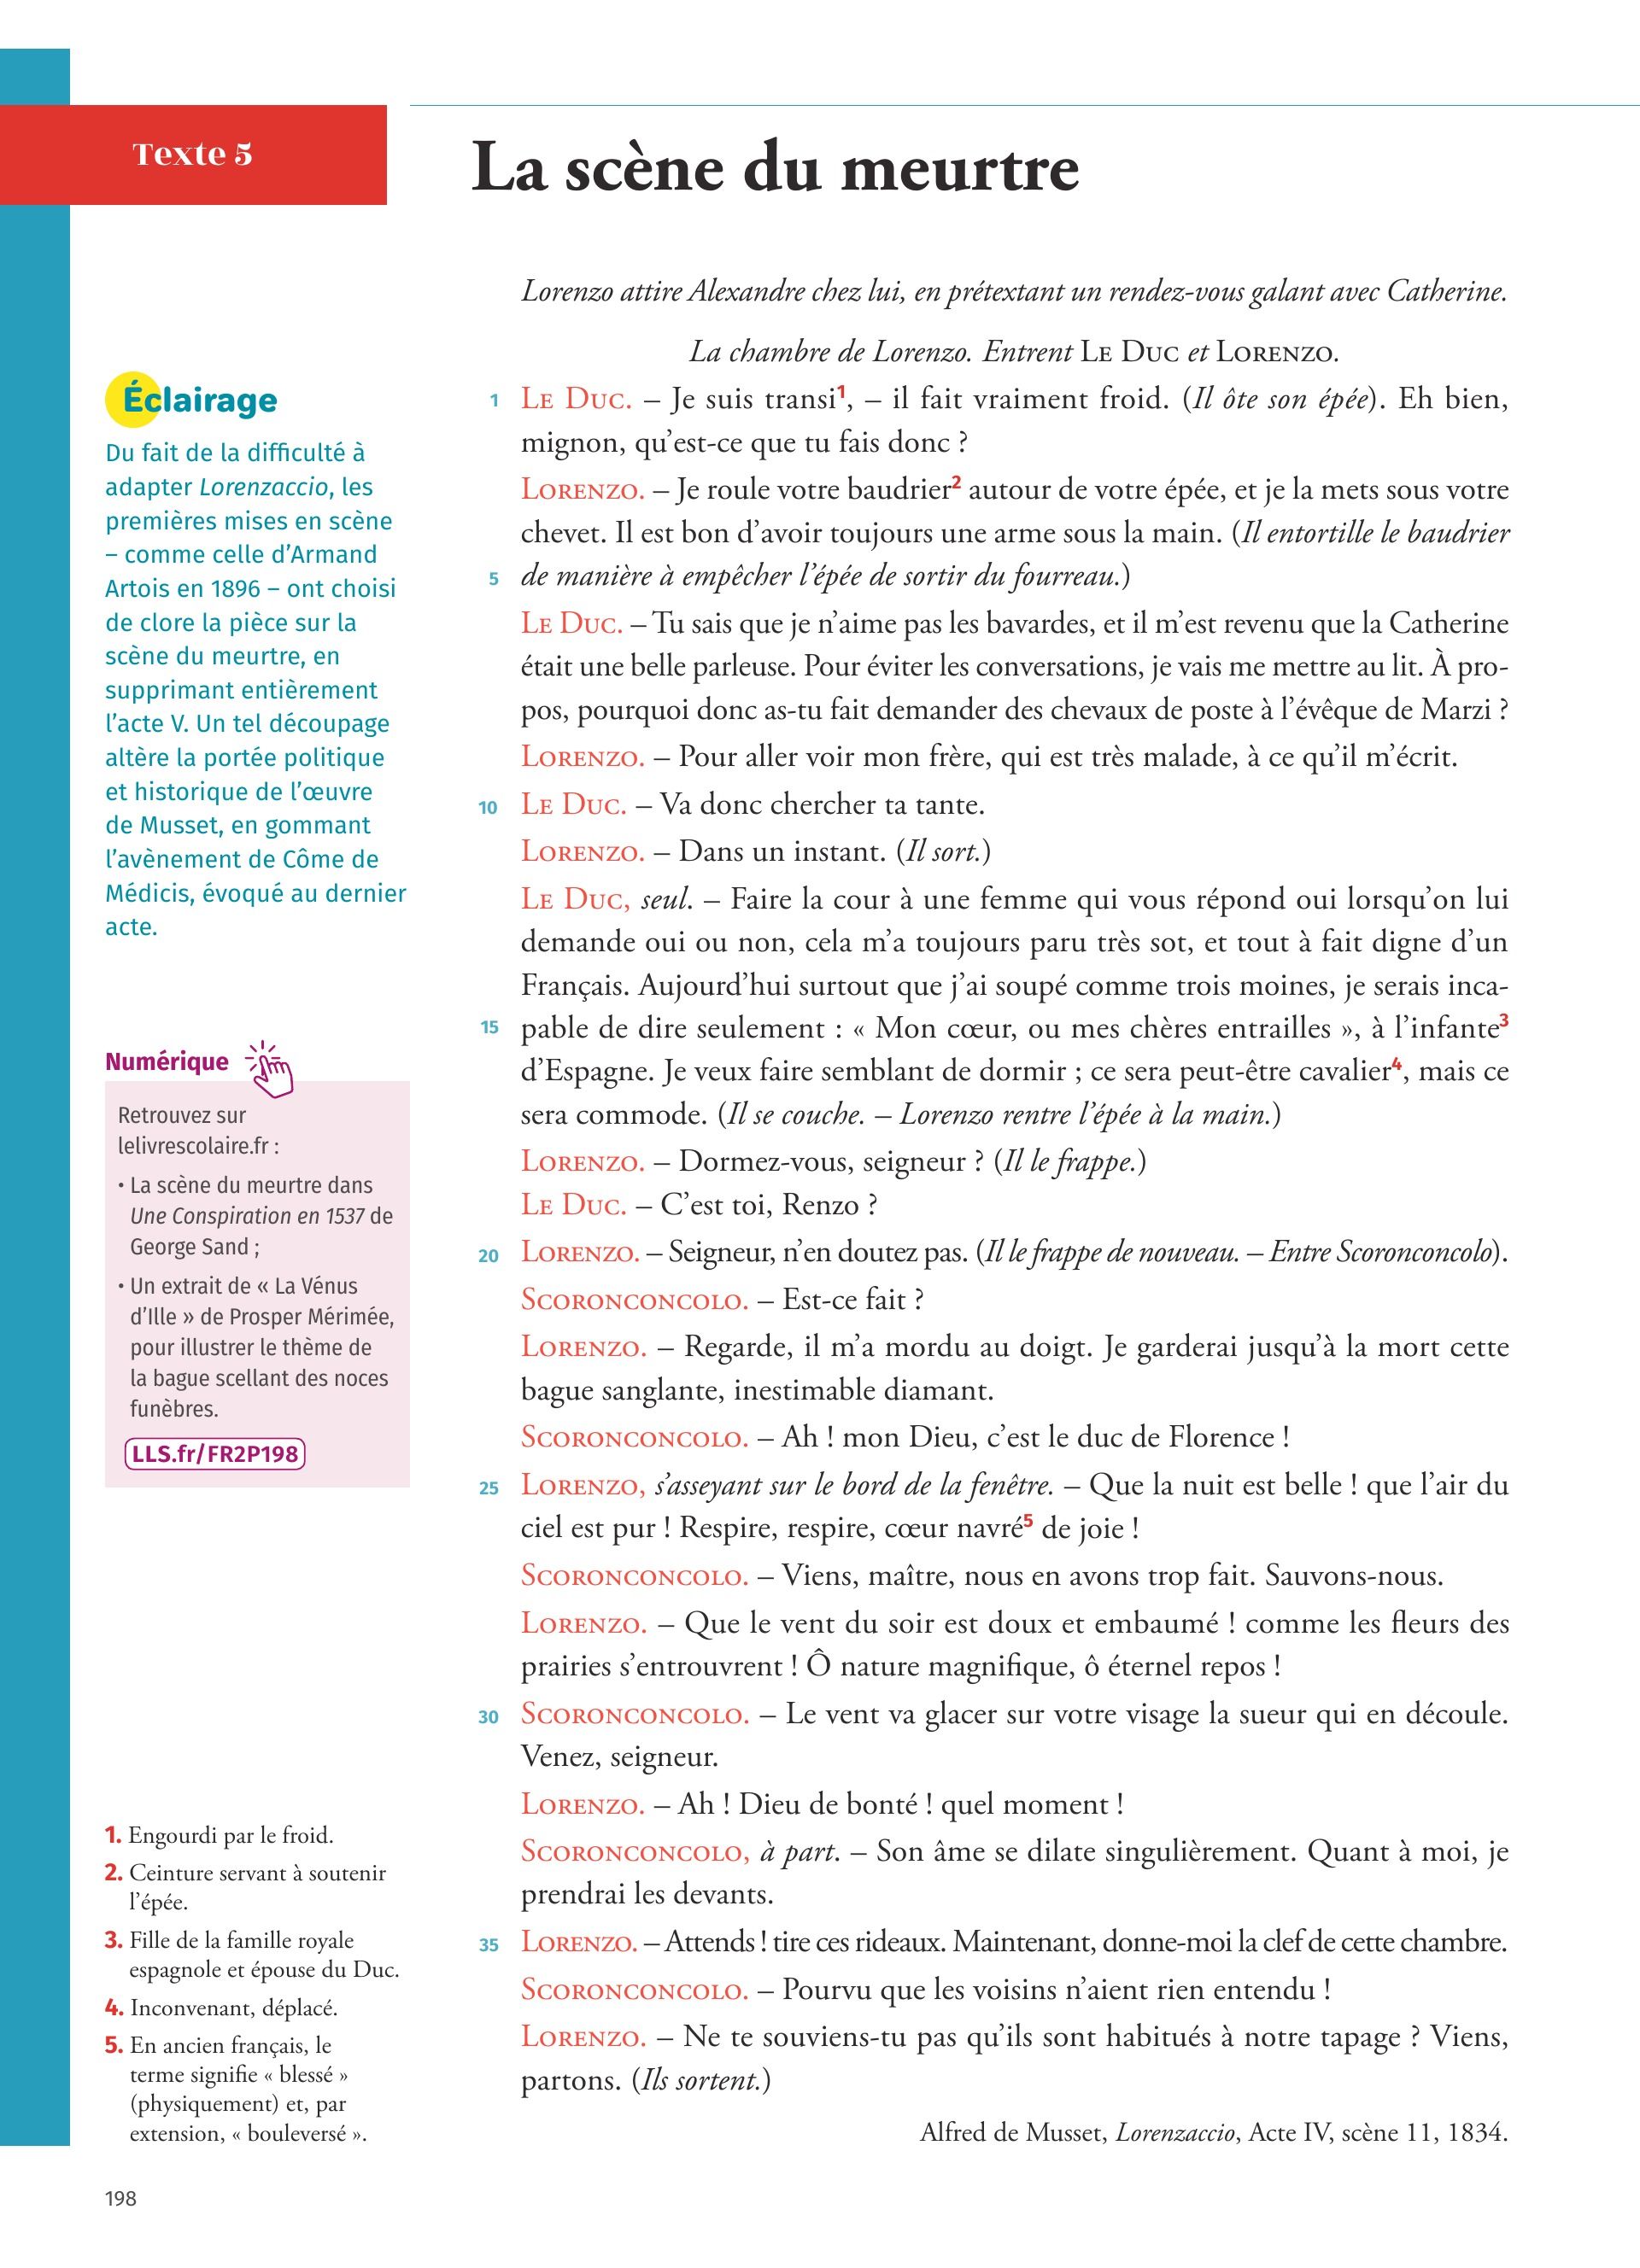 Texte 5
La scène du meurtre
Lorenzo attire Alexandre chez lui, en prétextant un rendez-vous galant avec Catherine.
La chambre de Lorenzo. Entrent Le Duc et Lorenzo.
1 Le Duc. – Je suis transi1, – il fait vraiment froid. (Il ôte son épée). Eh bien,
mignon, qu’est-ce que tu fais donc ?
Lorenzo. – Je roule votre baudrier2 autour de votre épée, et je la mets sous votre
chevet. Il est bon d’avoir toujours une arme sous la main. (Il entortille le baudrier
5 de manière à empêcher l’épée de sortir du fourreau.)
Le Duc. – Tu sais que je n’aime pas les bavardes, et il m’est revenu que la Catherine
était une belle parleuse. Pour éviter les conversations, je vais me mettre au lit. À pro-
pos, pourquoi donc as-tu fait demander des chevaux de poste à l’évêque de Marzi ?
Lorenzo. – Pour aller voir mon frère, qui est très malade, à ce qu’il m’écrit.
10 Le Duc. – Va donc chercher ta tante.
Lorenzo. – Dans un instant. (Il sort.)
Le Duc, seul. – Faire la cour à une femme qui vous répond oui lorsqu’on lui
demande oui ou non, cela m’a toujours paru très sot, et tout à fait digne d’un
Français. Aujourd’hui surtout que j’ai soupé comme trois moines, je serais inca-
15 pable de dire seulement : « Mon cœur, ou mes chères entrailles », à l’infante3
d’Espagne. Je veux faire semblant de dormir ; ce sera peut-être cavalier4, mais ce
sera commode. (Il se couche. – Lorenzo rentre l’épée à la main.)
Lorenzo. – Dormez-vous, seigneur ? (Il le frappe.)
Le Duc. – C’est toi, Renzo ?
20 Lorenzo. – Seigneur, n’en doutez pas. (Il le frappe de nouveau. – Entre Scoronconcolo).
Scoronconcolo. – Est-ce fait ?
Lorenzo. – Regarde, il m’a mordu au doigt. Je garderai jusqu’à la mort cette
bague sanglante, inestimable diamant.
Scoronconcolo. – Ah ! mon Dieu, c’est le duc de Florence !
25 Lorenzo, s’asseyant sur le bord de la fenêtre. – Que la nuit est belle ! que l’air du
ciel est pur ! Respire, respire, cœur navré5 de joie !
Scoronconcolo. – Viens, maître, nous en avons trop fait. Sauvons-nous.
Lorenzo. – Que le vent du soir est doux et embaumé ! comme les fleurs des
prairies s’entrouvrent ! Ô nature magnifique, ô éternel repos !
30 Scoronconcolo. – Le vent va glacer sur votre visage la sueur qui en découle.
Venez, seigneur.
Lorenzo. – Ah ! Dieu de bonté ! quel moment !
Scoronconcolo, à part. – Son âme se dilate singulièrement. Quant à moi, je
prendrai les devants.
35 Lorenzo. – Attends ! tire ces rideaux. Maintenant, donne-moi la clef de cette chambre.
Scoronconcolo. – Pourvu que les voisins n’aient rien entendu !
Lorenzo. – Ne te souviens-tu pas qu’ils sont habitués à notre tapage ? Viens,
partons. (Ils sortent.)
Alfred de Musset, Lorenzaccio, Acte IV, scène 11, 1834.
Éclairage
Du fait de la difficulté à
adapter Lorenzaccio, les
premières mises en scène
– comme celle d’Armand
Artois en 1896 – ont choisi
de clore la pièce sur la
scène du meurtre, en
supprimant entièrement
l’acte V. Un tel découpage
altère la portée politique
et historique de l’œuvre
de Musset, en gommant
l’avènement de Côme de
Médicis, évoqué au dernier
acte.
Numérique
Retrouvez sur
lelivrescolaire.fr :
• La scène du meurtre dans
Une Conspiration en 1537 de
George Sand ;
• Un extrait de « La Vénus
d’Ille » de Prosper Mérimée,
pour illustrer le thème de
la bague scellant des noces
funèbres.
LLS.fr/FR2P198
1. Engourdi par le froid.
2. Ceinture servant à soutenir
l’épée.
3. Fille de la famille royale
espagnole et épouse du Duc.
4. Inconvenant, déplacé.
5. En ancien français, le
terme signifie « blessé »
(physiquement) et, par
extension, « bouleversé ».
198